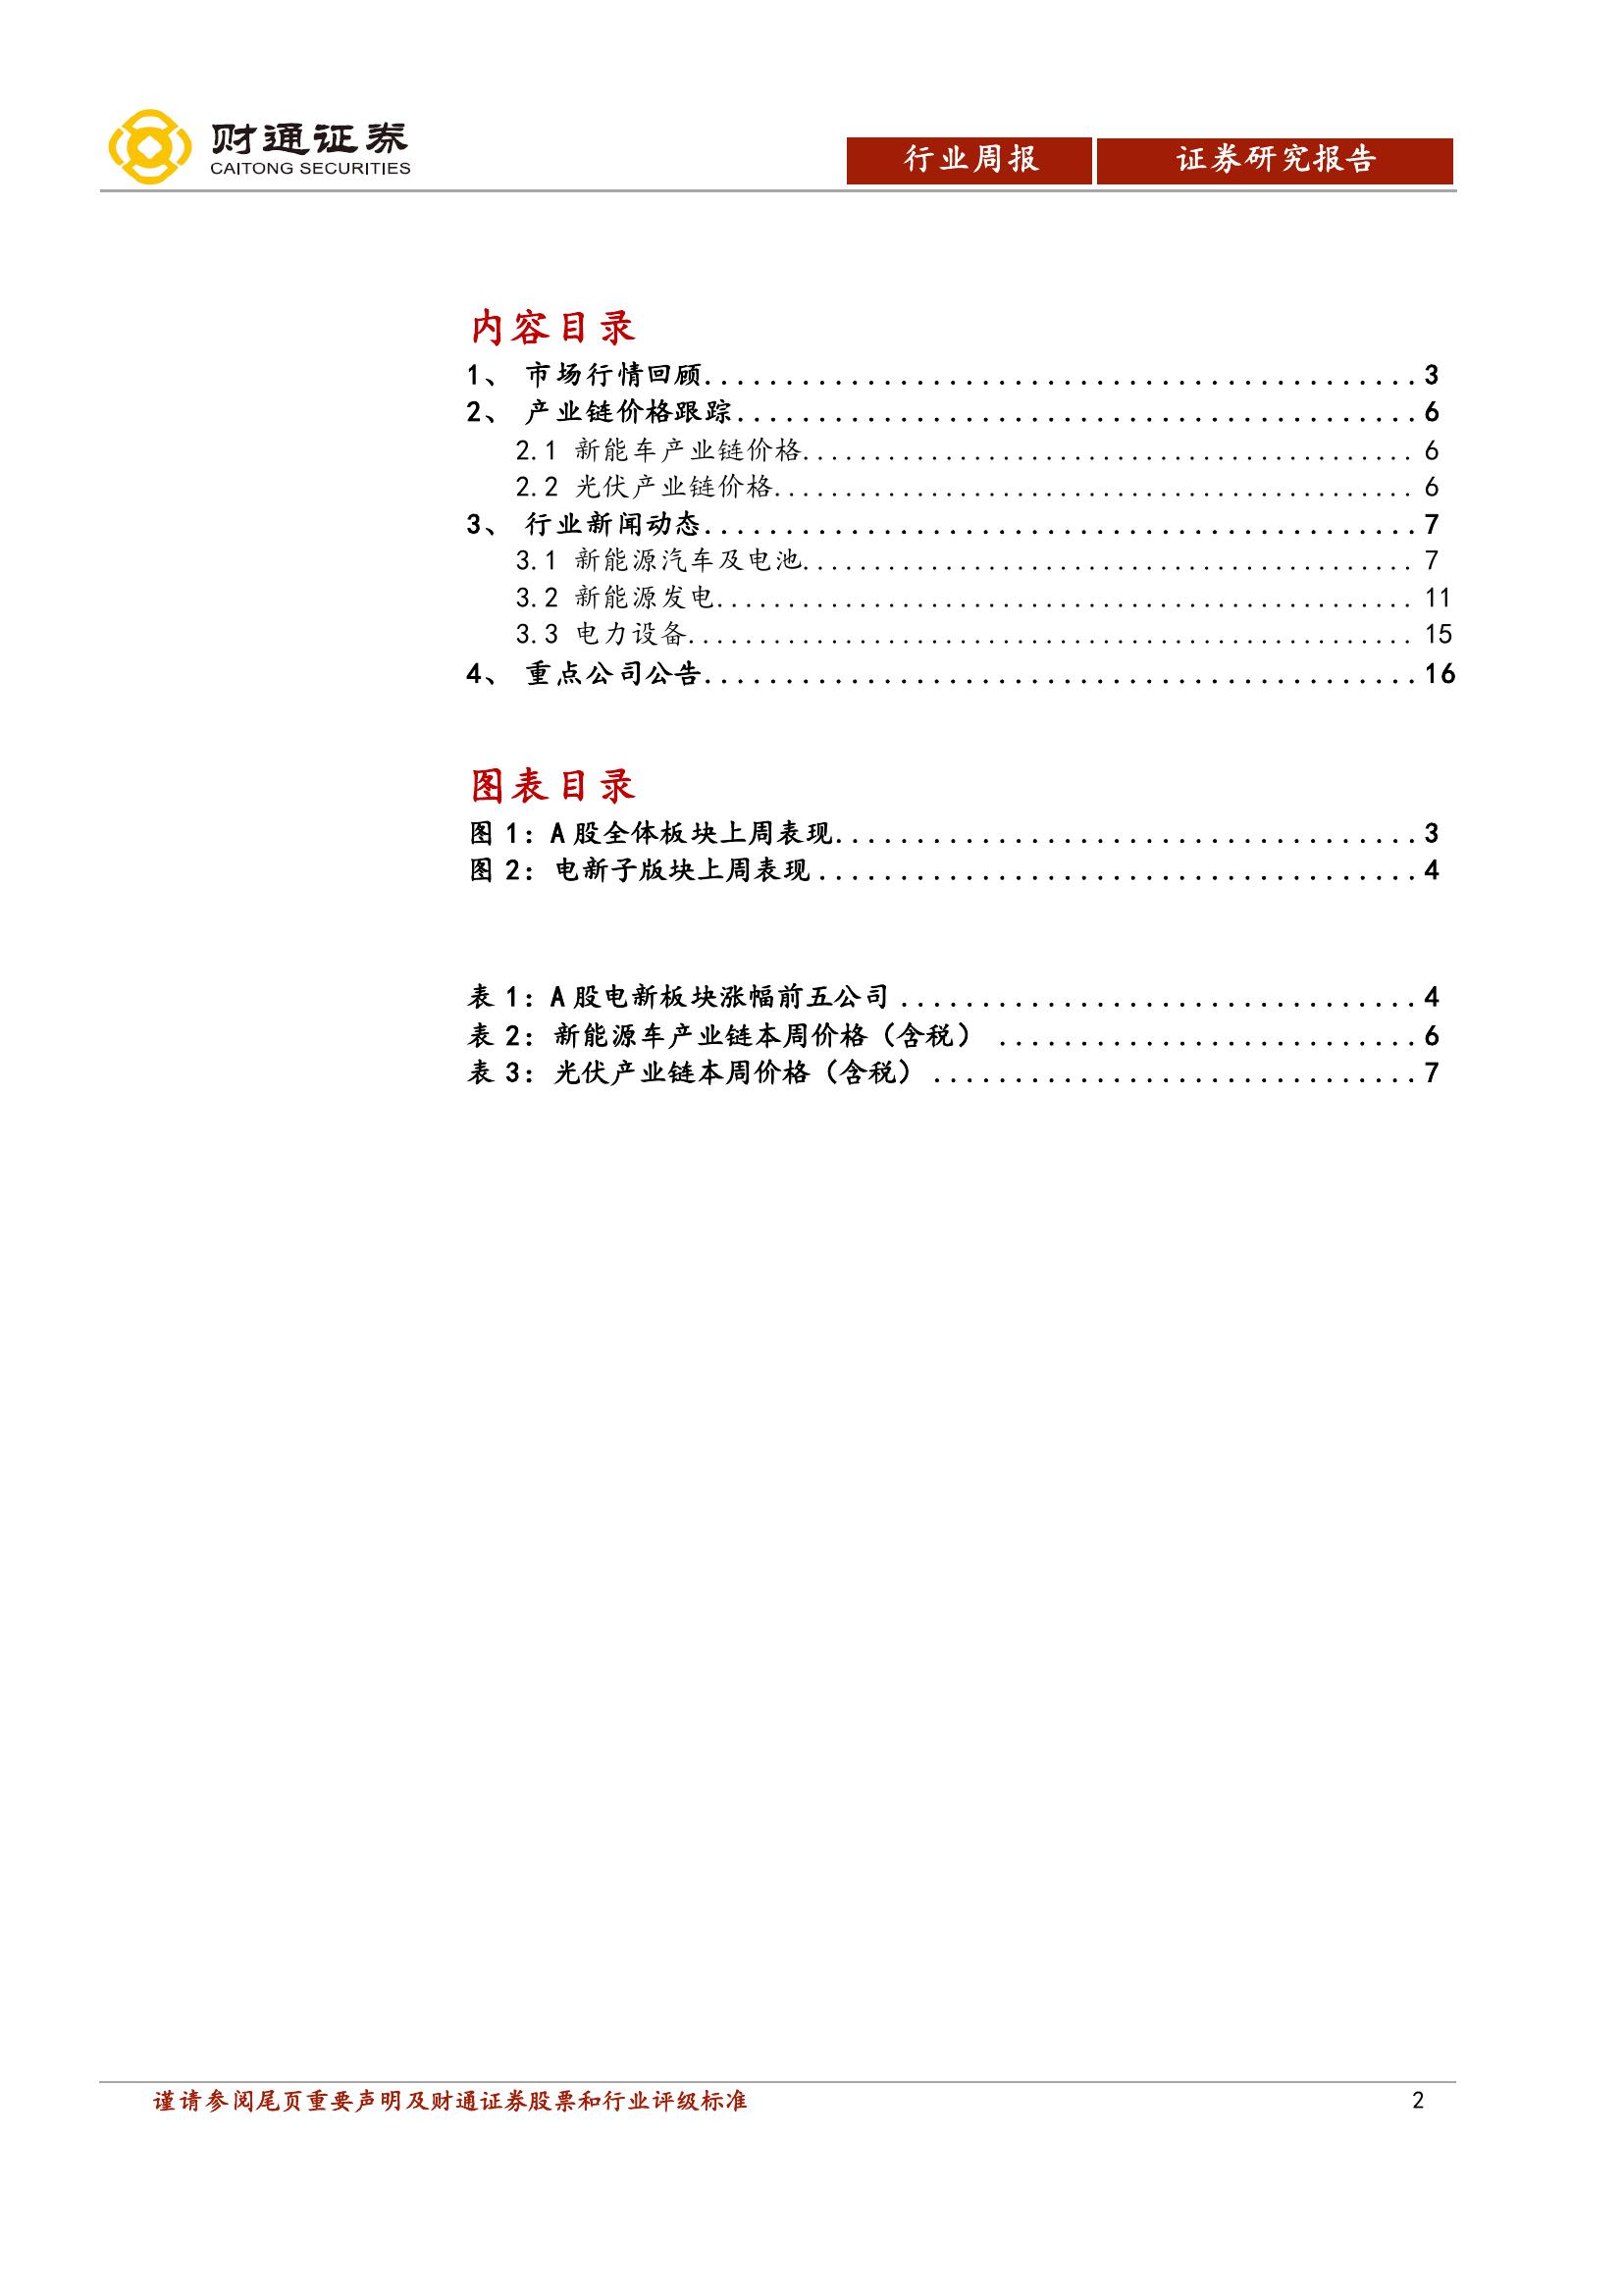 财通证券
CAITONG SECURITIES
行业周报 证券研究报告
内容目录
1、 市场行情回顾............................................3
2、 产业链价格跟踪..........................................6
2.1 新能车产业链价格........................................... 6
2.2 光伏产业链价格............................................. 6
3、 行业新闻动态............................................7
3.1 新能源汽车及电池........................................... 7
3.2 新能源发电................................................. 11
3.3 电力设备................................................... 15
4、 重点公司公告............................................16
图表目录
图 1：A 股全体板块上周表现....................................3
图 2：电新子版块上周表现.....................................4
表 1：A 股电新板块涨幅前五公司................................4
表 2：新能源车产业链本周价格（含税）..........................6
表 3：光伏产业链本周价格（含税）..............................7
谨请参阅尾页重要声明及财通证券股票和行业评级标准 2